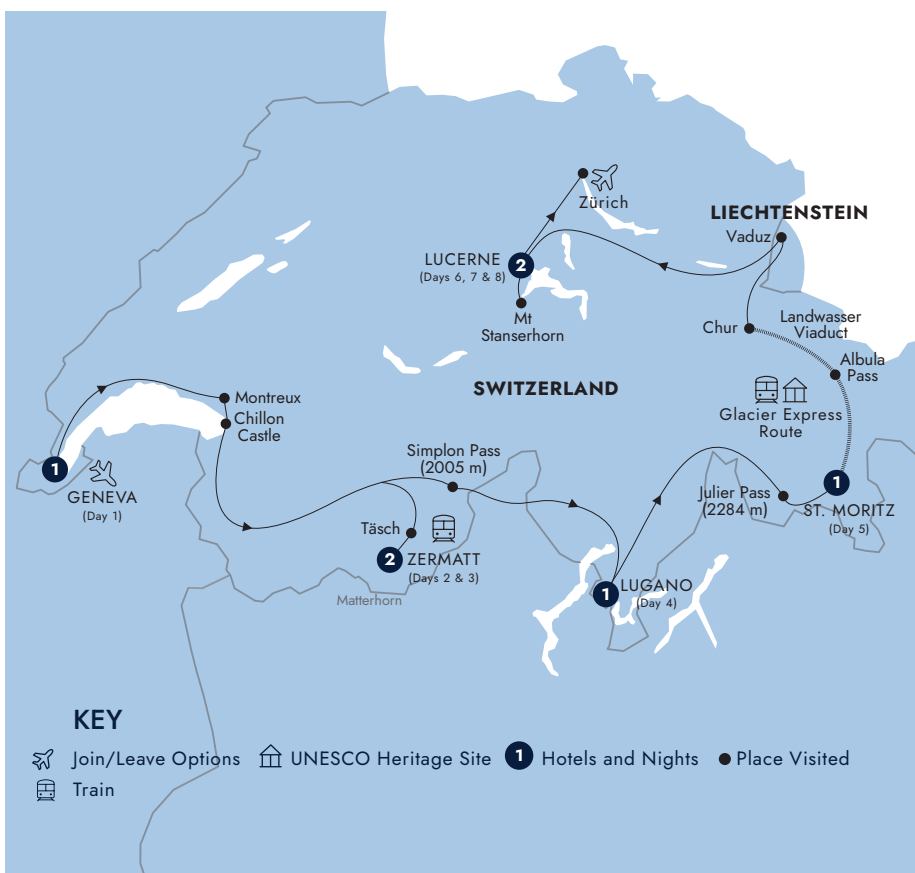 Zürich
LIECHTENSTEIN
Vaduz
LUCERNE
2
(Days 6, 7 & 8)
Mt
Stanserhorn
Landwasser
Viaduct
Chur
Albula
Pass
SWITZERLAND
Glacier Express
Route
Montreux
Chillon
Castle
1
GENEVA
(Day 1)
Simplon Pass
(2005 m)
Julier Pass
(2284 m)
1
ST. MORITZ
(Day 5)
Täsch
2
ZERMATT
(Days 2 & 3)
Matterhorn
1
LUGANO
(Day 4)
KEY
Join/Leave Options
UNESCO Heritage Site
1
Hotels and Nights
Place Visited
Train